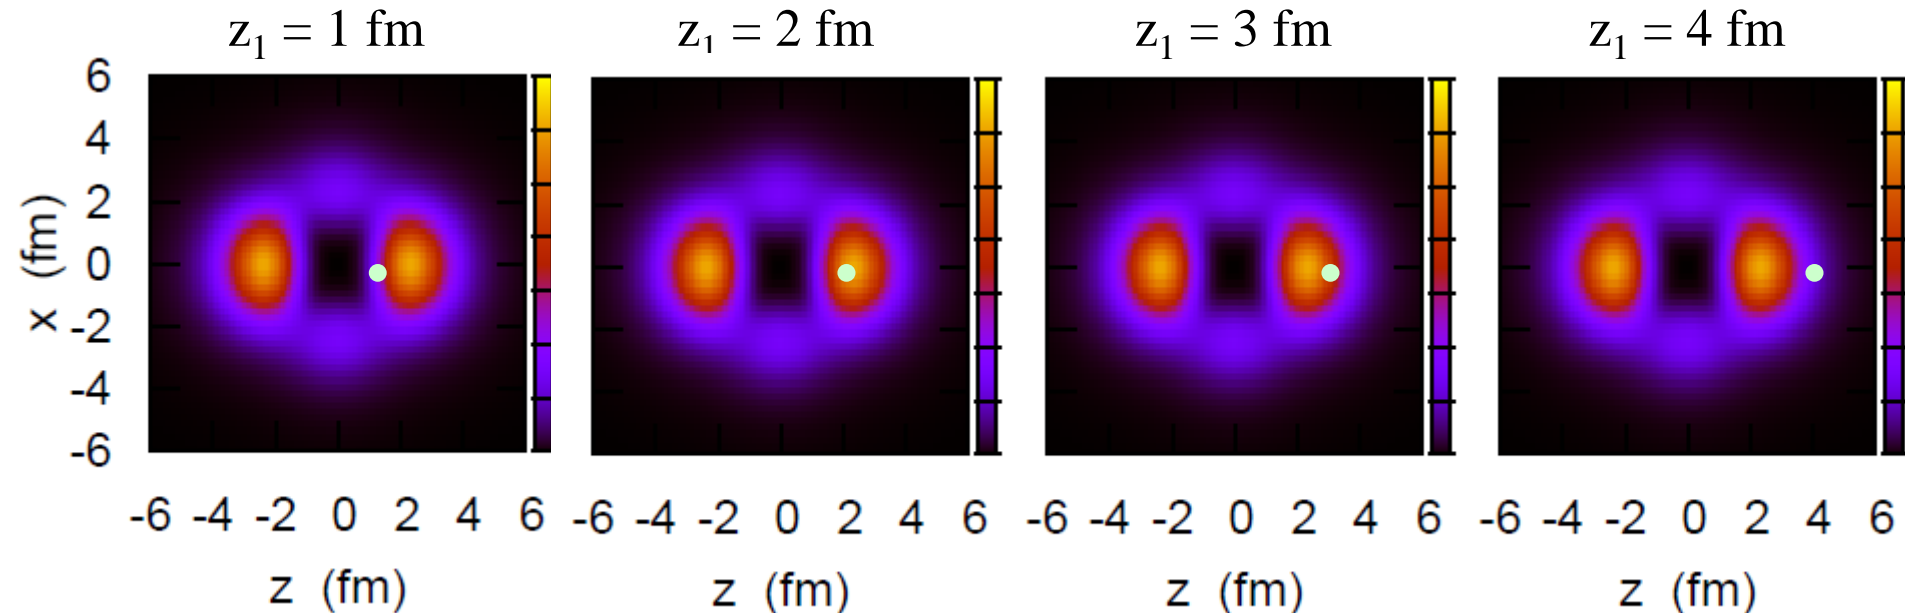 z₁ = 1 fm z₁ = 2 fm z₁ = 3 fm z₁ = 4 fm
6
4
2
0
-2
-4
-6
x (fm)
-6 -4 -2 0 2 4 6 -6 -4 -2 0 2 4 6 -6 -4 -2 0 2 4 6 -6 -4 -2 0 2 4 6
z (fm) z (fm) z (fm) z (fm)